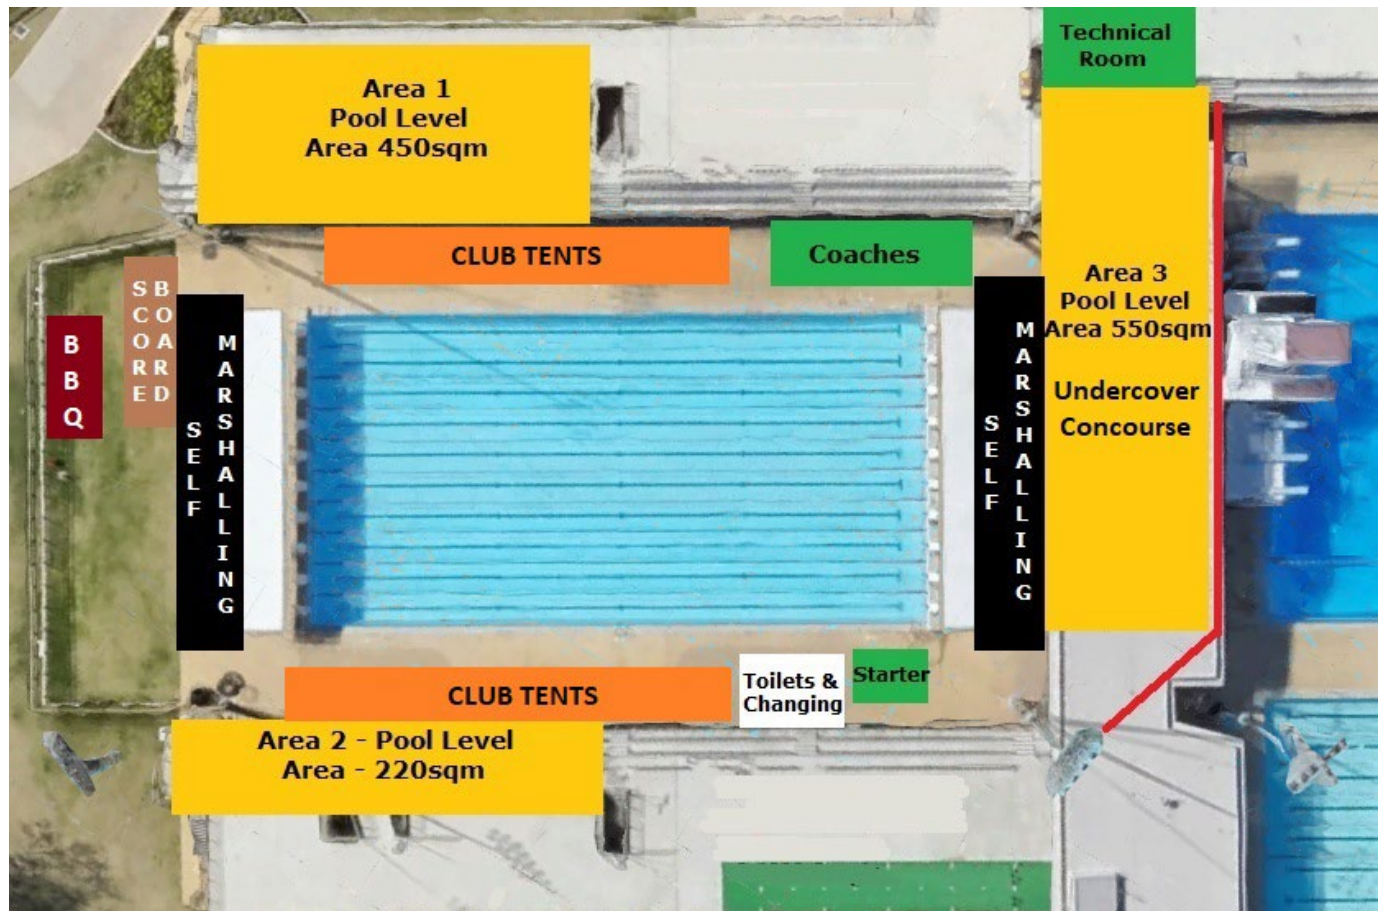 Technical
Room
Area 1
Pool Level
Area 450sqm
CLUB TENTS
Coaches
SCORE
BOARD
BBQ
SELF
MARSHALLING
SELF
MARSHALLING
Area 3
Pool Level
Area 550sqm
Undercover
Concourse
CLUB TENTS
Toilets &
Changing
Starter
Area 2 - Pool Level
Area - 220sqm